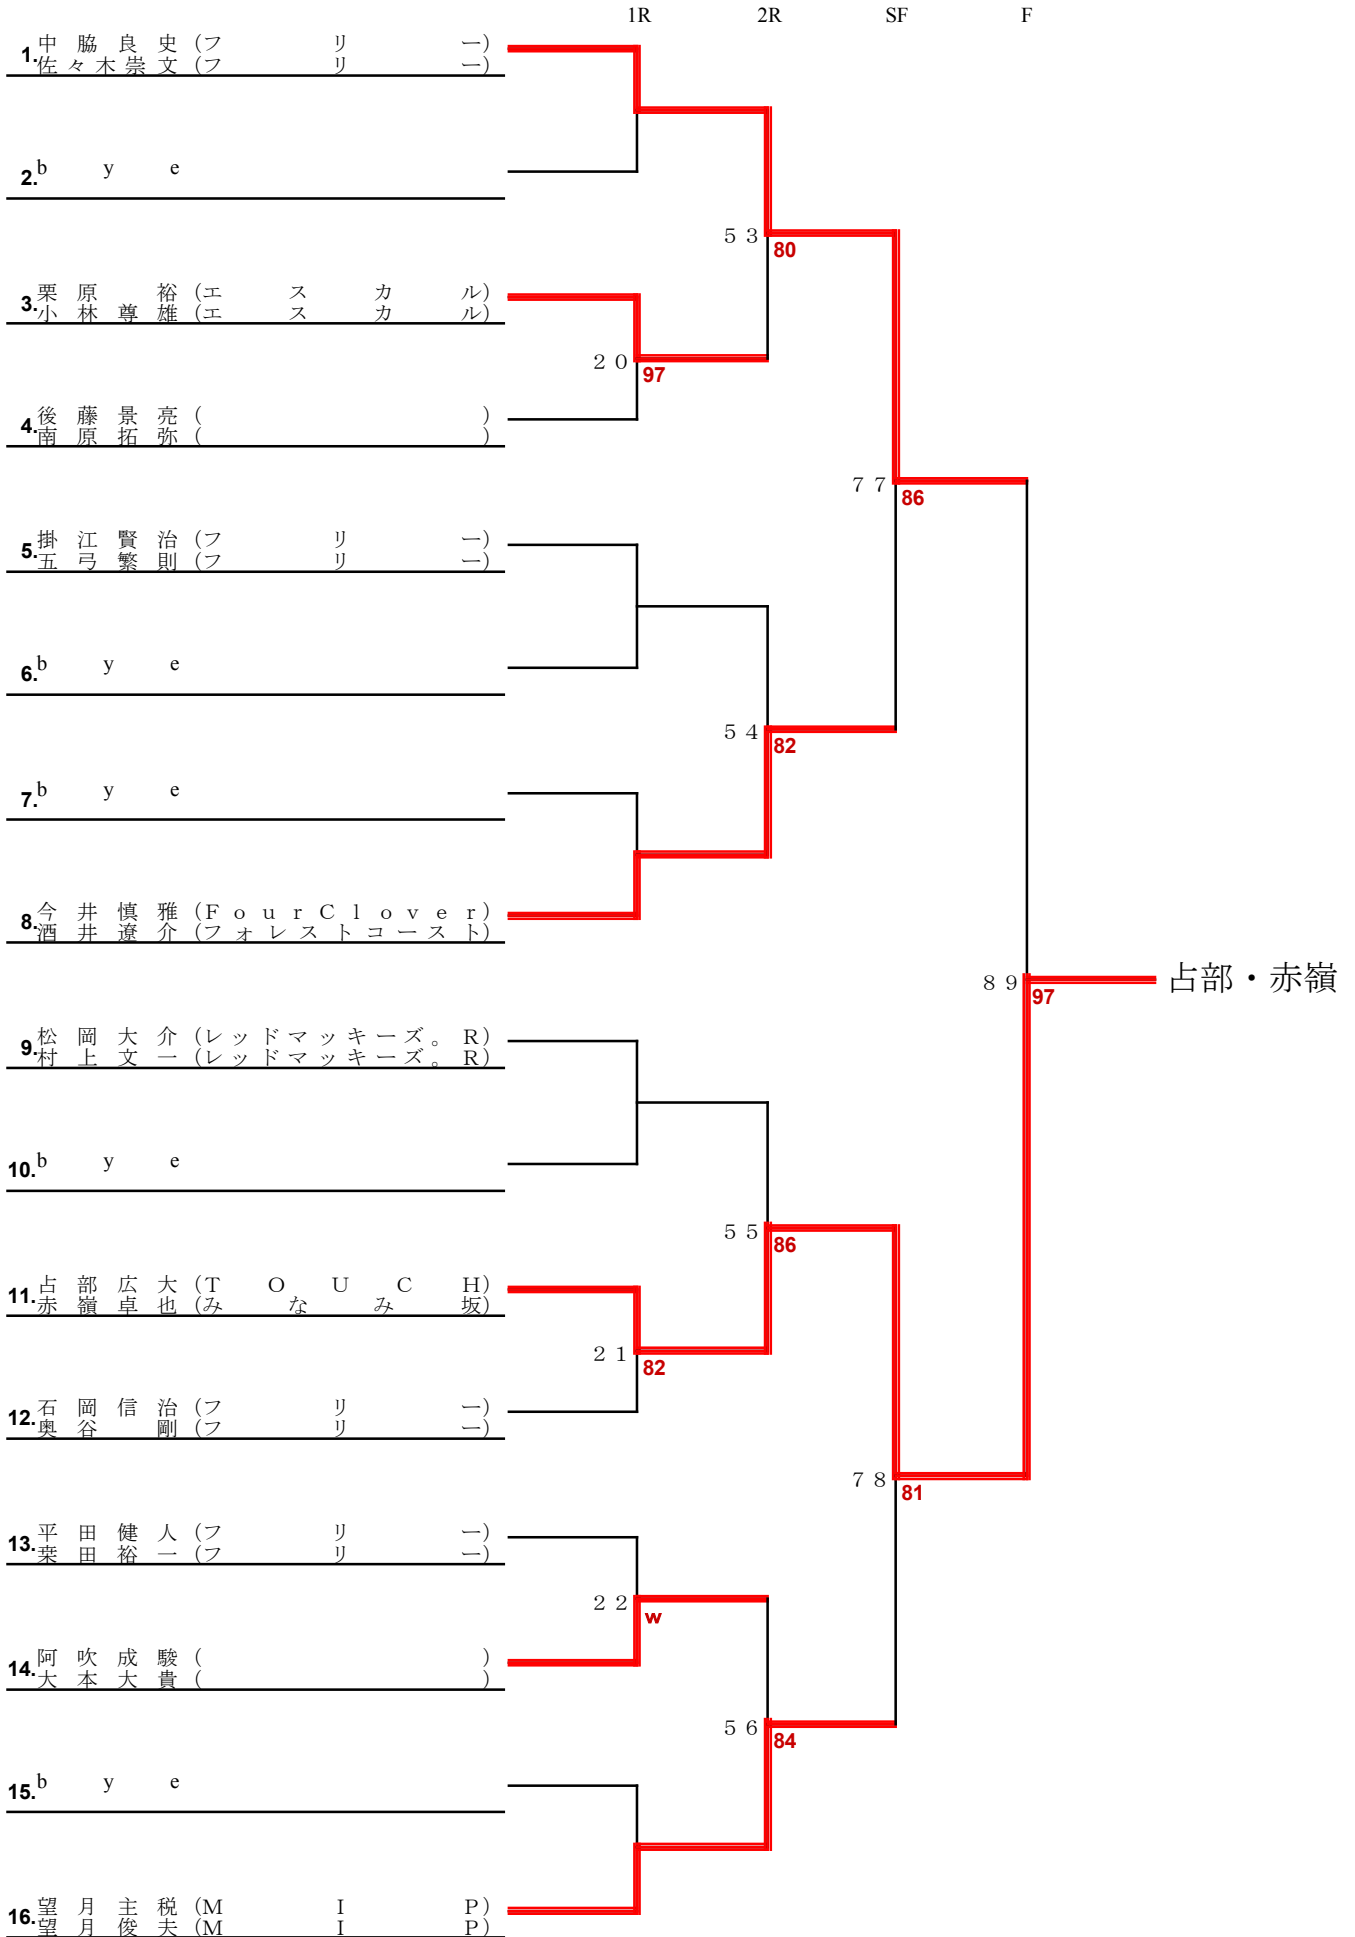 1R 2R SF F
1. 中脇良史(フリー)
佐々木崇文(フリー)
2. bye
53
80
3. 栗原裕(エスカル)
小林尊雄(エスカル)
20
97
4. 後藤景亮( )
南原拓弥( )
77
86
5. 掛江賢治(フリー)
五弓繁則(フリー)
6. bye
54
82
7. bye
8. 今井慎雅(FourClover)
酒井遼介(フォレストコースト)
89
97
占部・赤嶺
9. 松岡大介(レッドマッキーズ。R)
村上文一(レッドマッキーズ。R)
10. bye
55
86
11. 占部広大(TOUCH)
赤嶺卓也(みなみ坂)
21
82
12. 石岡信治(フリー)
奥谷剛(フリー)
78
81
13. 平田健人(フリー)
桒田裕一(フリー)
22
w
14. 阿吹成駿( )
大本大貴( )
56
84
15. bye
16. 望月主税(MIP)
望月俊夫(MIP)